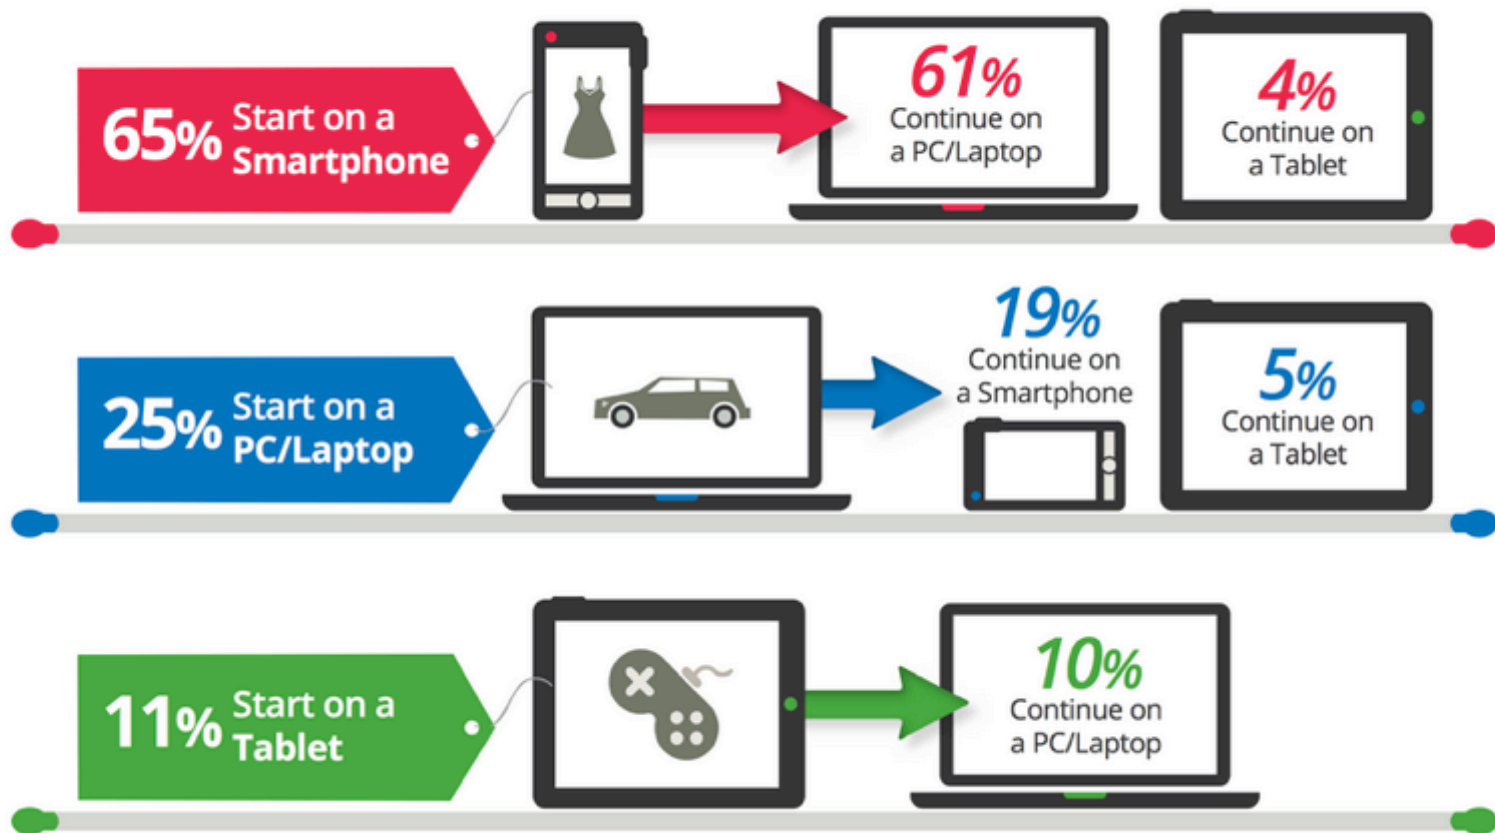 65% Start on a
Smartphone
61%
Continue on
a PC/Laptop
4%
Continue on
a Tablet
25% Start on a
PC/Laptop
19%
Continue on
a Smartphone
5%
Continue on
a Tablet
11% Start on a
Tablet
10%
Continue on
a PC/Laptop